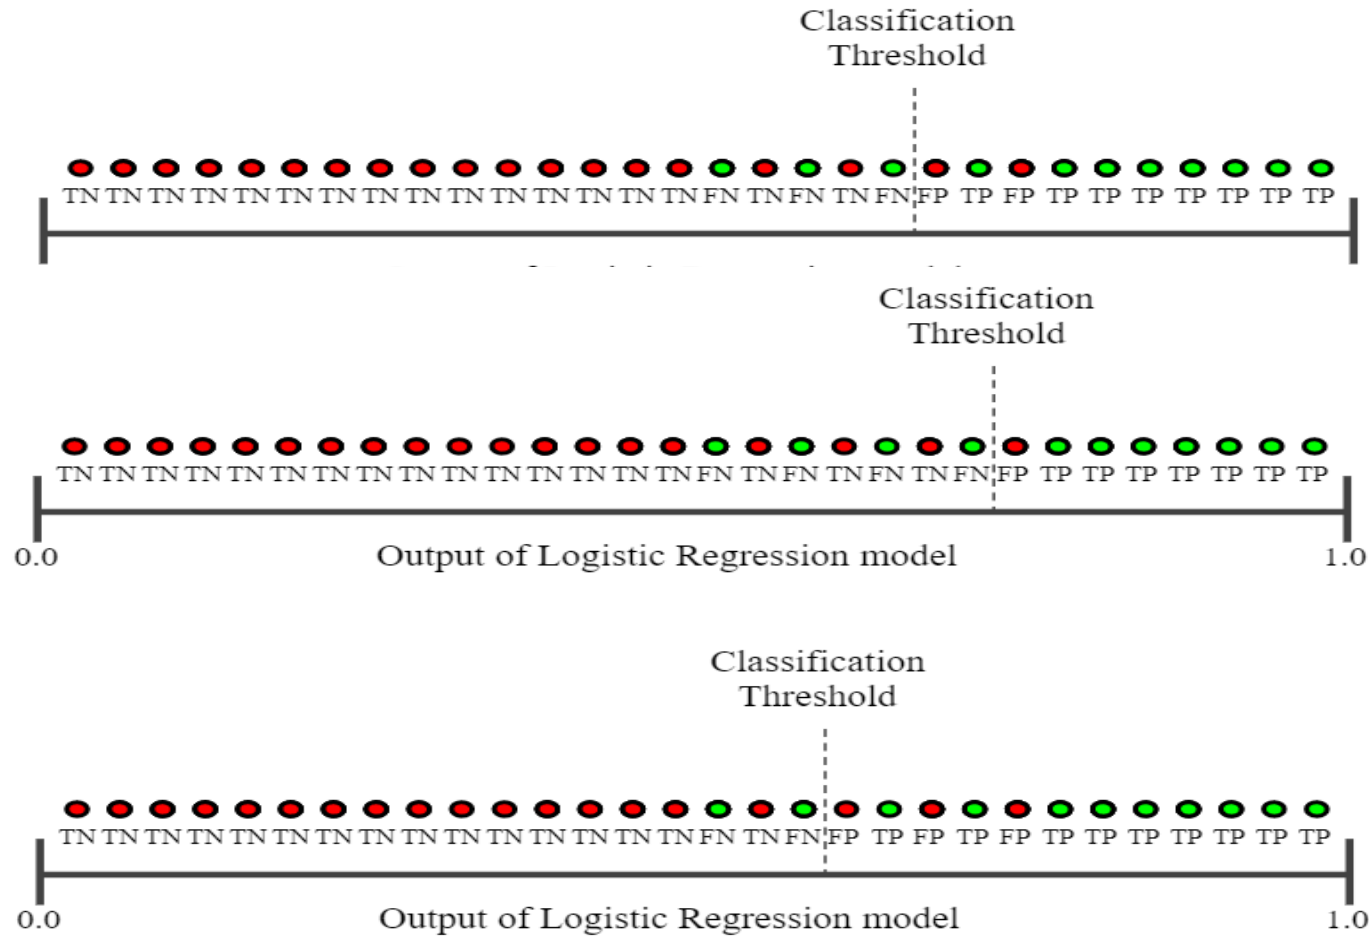 Classification
Threshold
TN TN TN TN TN TN TN TN TN TN TN TN TN TN TN FN TN FN TN FN FP TP FP TP TP TP TP TP TP TP
Classification
Threshold
TN TN TN TN TN TN TN TN TN TN TN TN TN TN TN FN TN FN TN FN TN FN FP TP TP TP TP TP TP TP
0.0 Output of Logistic Regression model 1.0
Classification
Threshold
TN TN TN TN TN TN TN TN TN TN TN TN TN TN TN FN TN FN FP TP FP TP FP TP TP TP TP TP TP TP
0.0 Output of Logistic Regression model 1.0